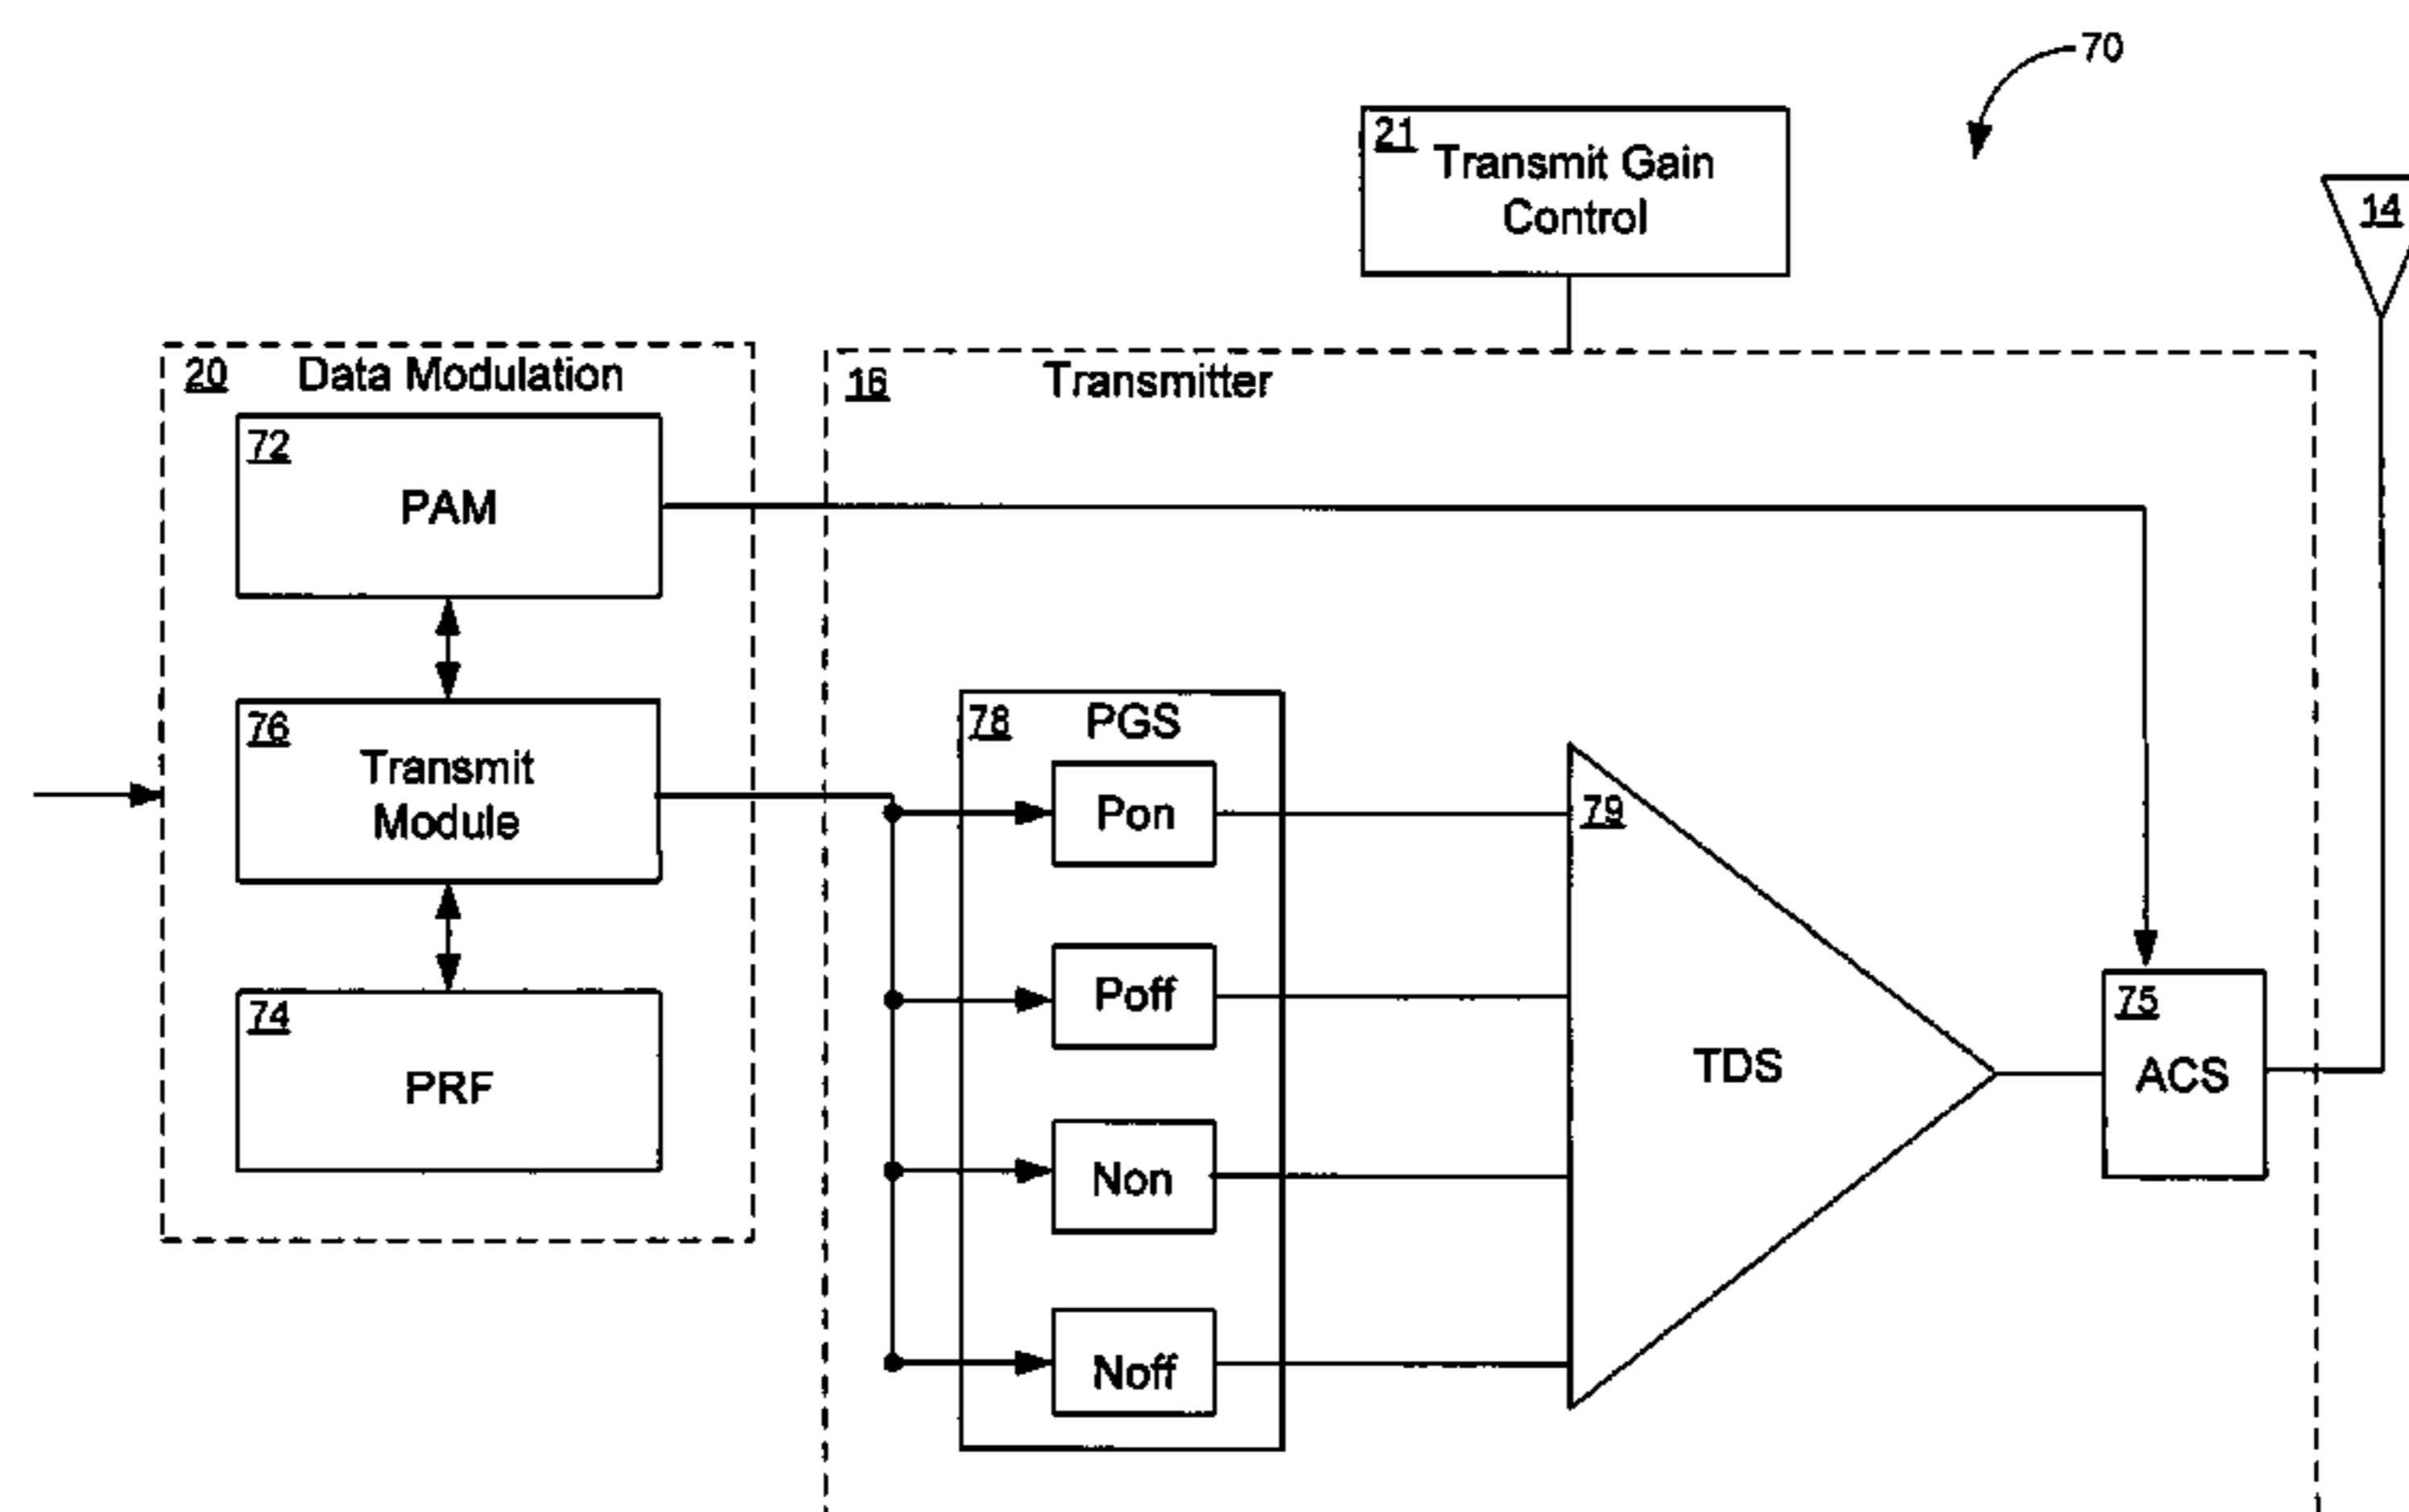 70
21
Transmit Gain
Control
14
20 Data Modulation
16 Transmitter
72
PAM
76
Transmit
Module
78 PGS
Pon
79
Poff
74
PRF
TDS
75
ACS
Non
Noff